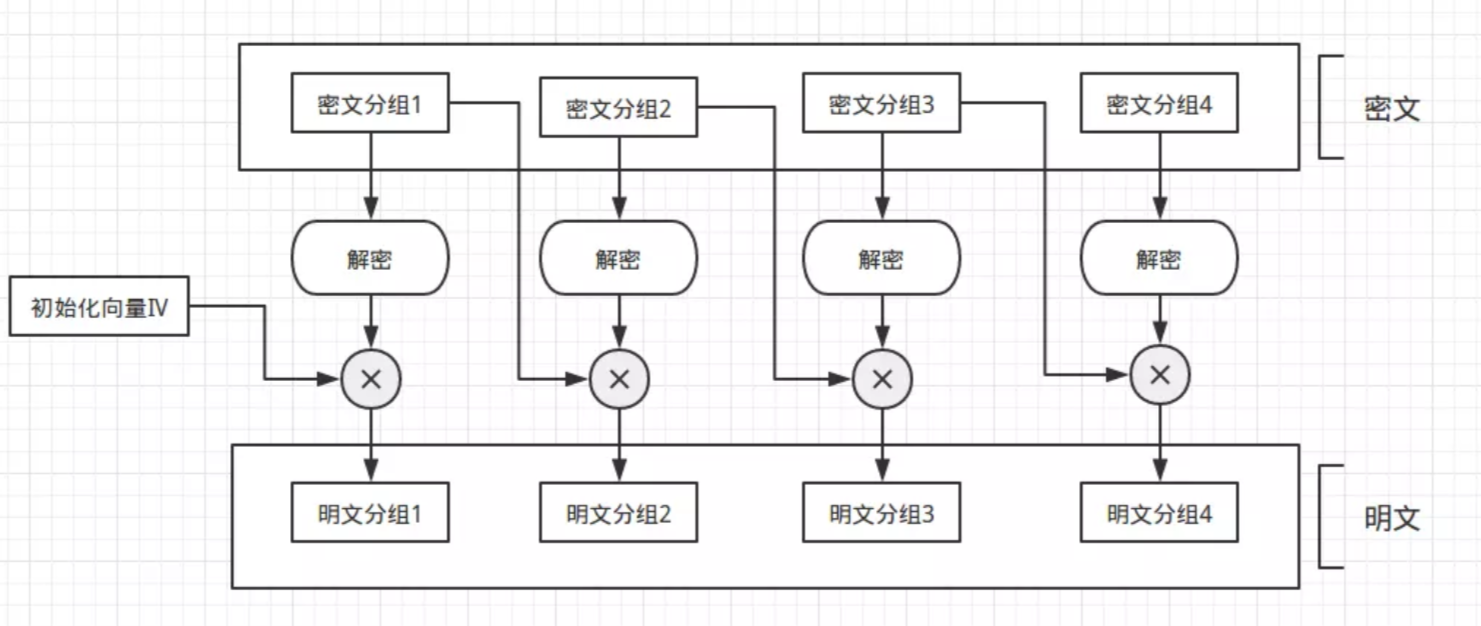 密文分组1
密文分组2
密文分组3
密文分组4
密文
解密
解密
解密
解密
初始化向量IV
明文分组1
明文分组2
明文分组3
明文分组4
明文